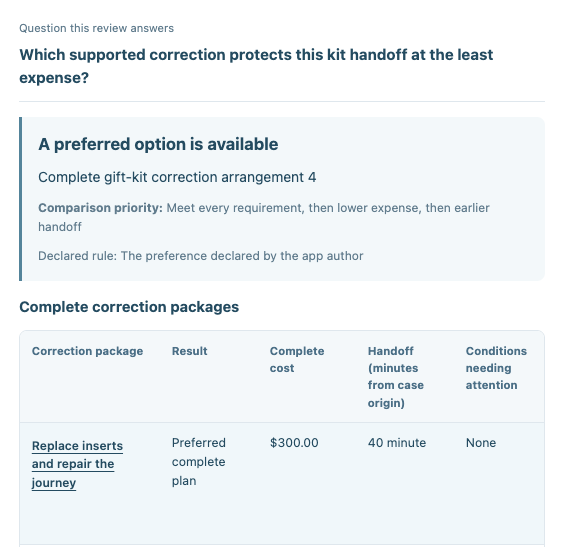 Question this review answers
Which supported correction protects this kit handoff at the least
expense?
A preferred option is available
Complete gift-kit correction arrangement 4
Comparison priority: Meet every requirement, then lower expense, then earlier
handoff
Declared rule: The preference declared by the app author
Complete correction packages
Correction package
Result
Complete
cost
Handoff
(minutes
from case
origin)
Conditions
needing
attention
Replace inserts
and repair the
journey
Preferred
complete
plan
$300.00
40 minute
None